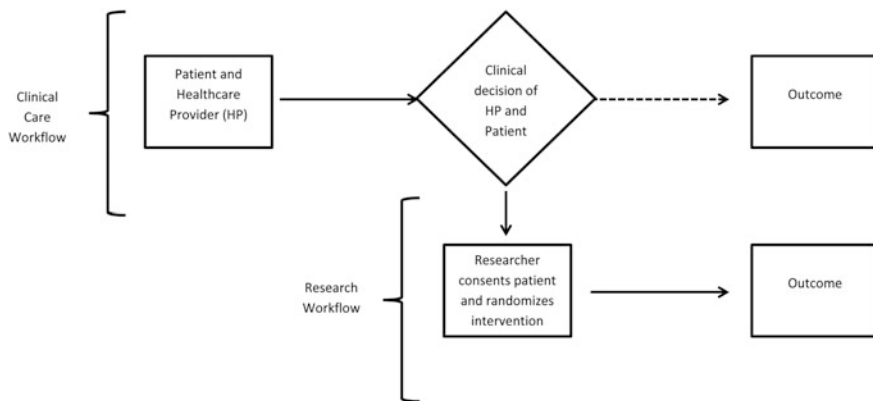 Clinical
Care
Workflow
Patient and
Healthcare
Provider (HP)
Clinical
decision of
HP and
Patient
Outcome
Research
Workflow
Researcher
consents patient
and randomizes
intervention
Outcome